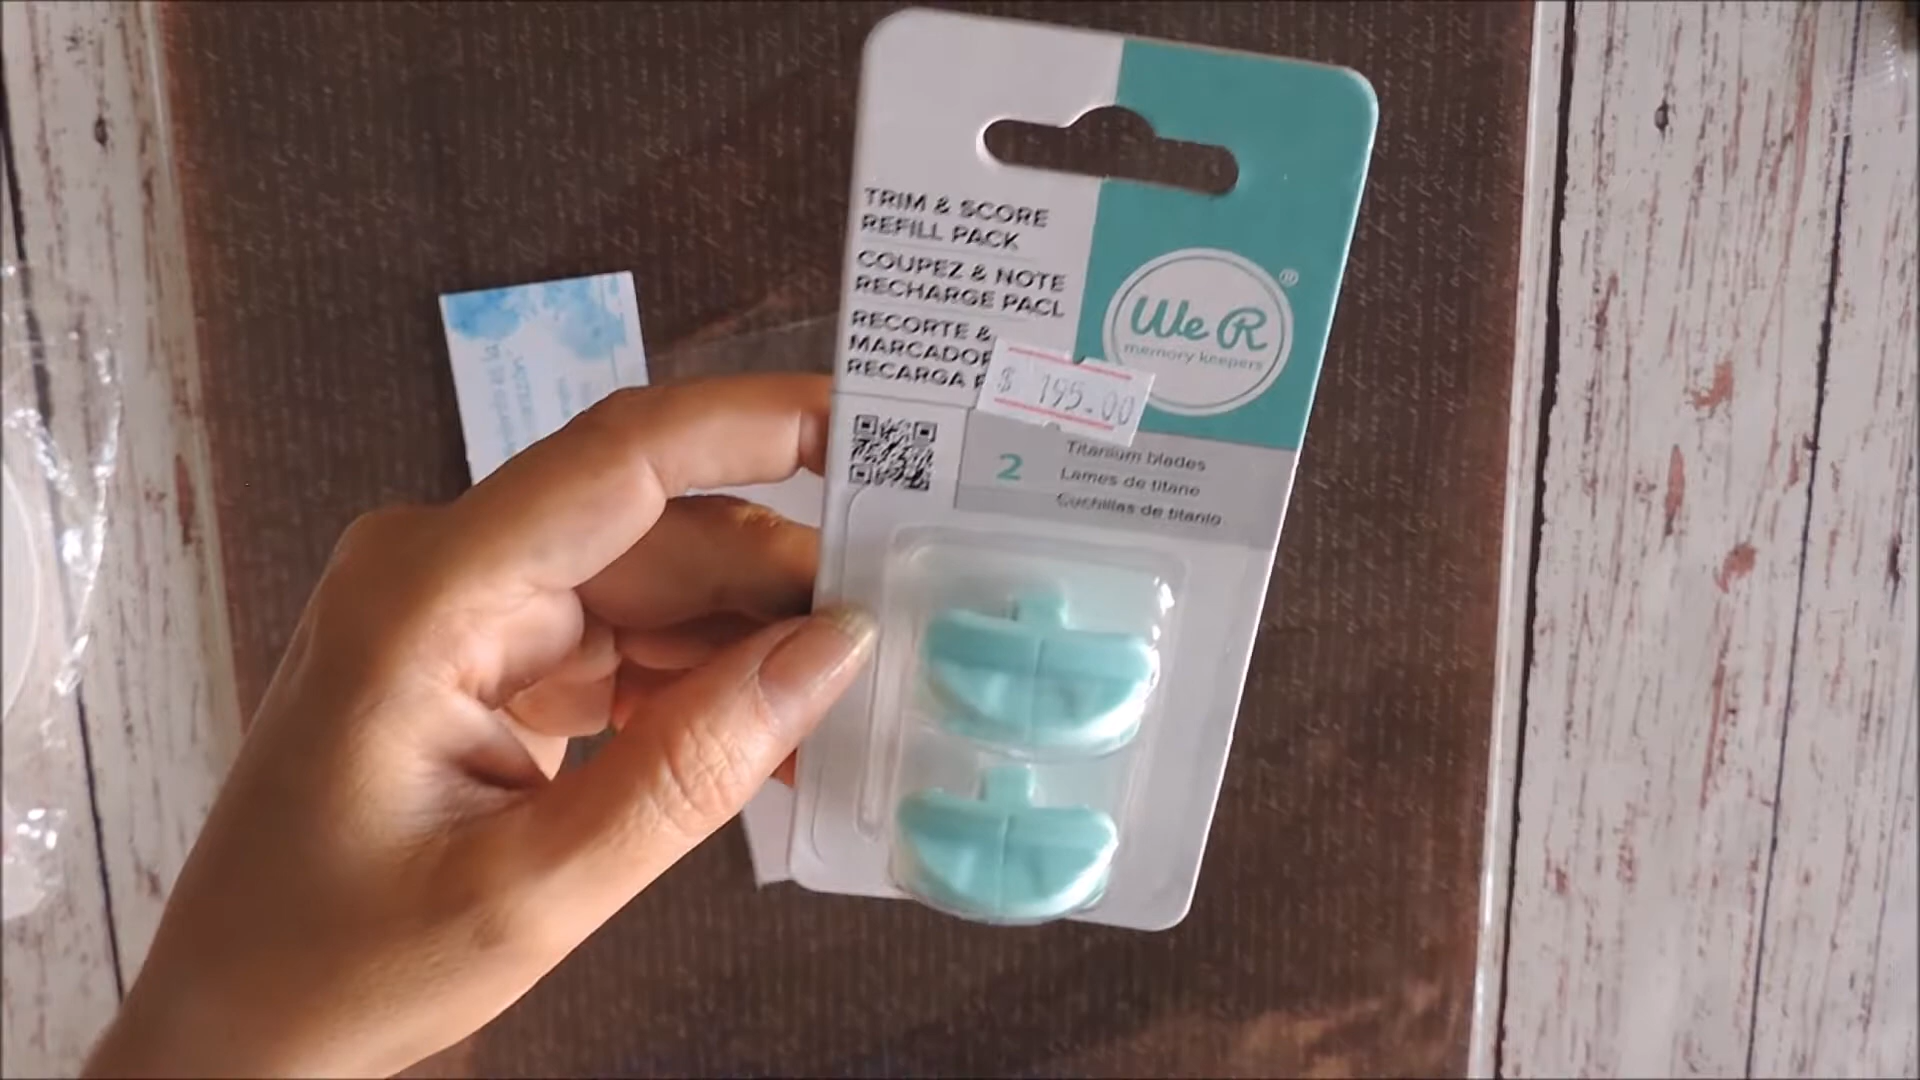 TRIM & SCORE
REFILL PACK
COUPEZ & NOTE
RECHARGE PACL
RECORTE &
MARCADOR
RECARGA
We R
memory keepers
®
$ 195.00
2
Titanium blades
Lames de titane
Cuchillas de titanio